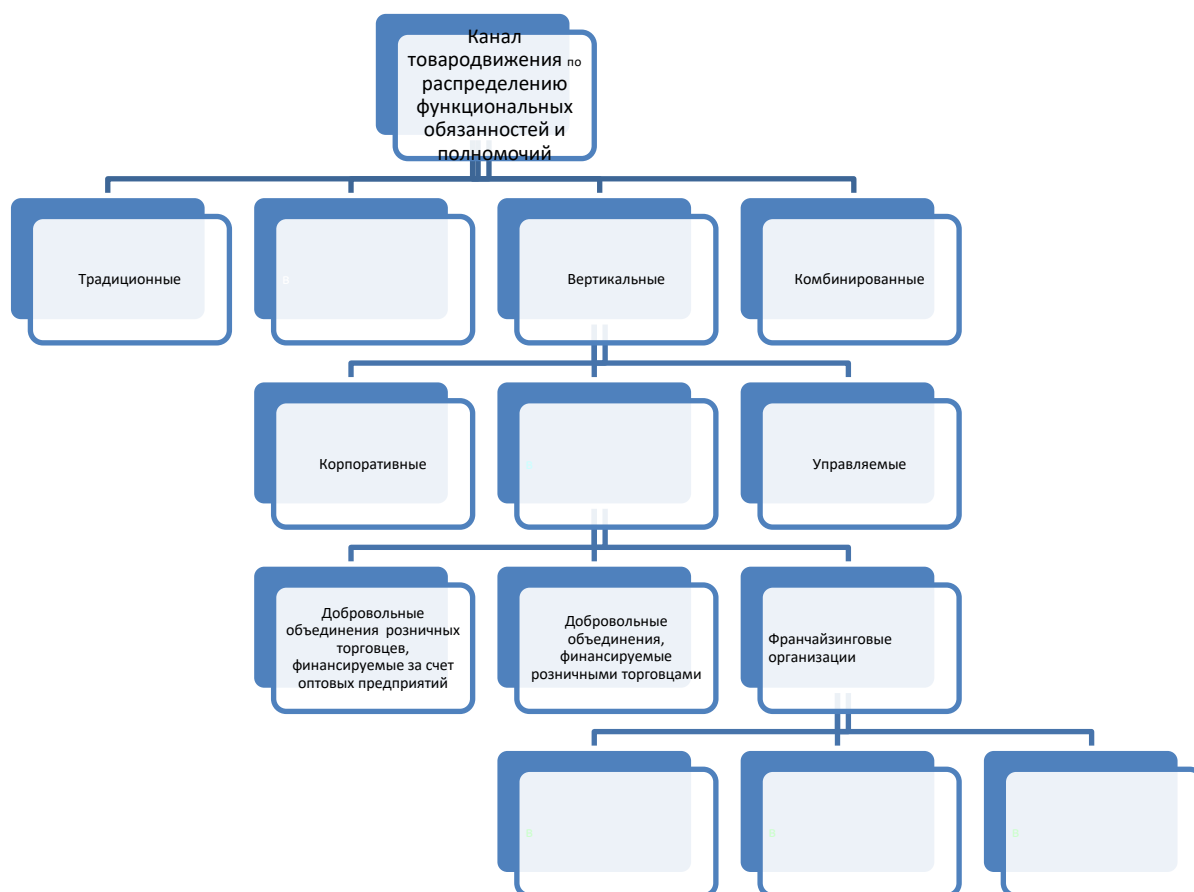 Канал
товародвижения по
распределению
функциональных
обязанностей и
полномочий
Традиционные
В
Вертикальные
Комбинированные
Корпоративные
Управляемые
Добровольные
объединения розничных
торговцев,
финансируемые за счет
оптовых предприятий
Добровольные
объединения,
финансируемые
розничными торговцами
Франчайзинговые
организации
В
В
В